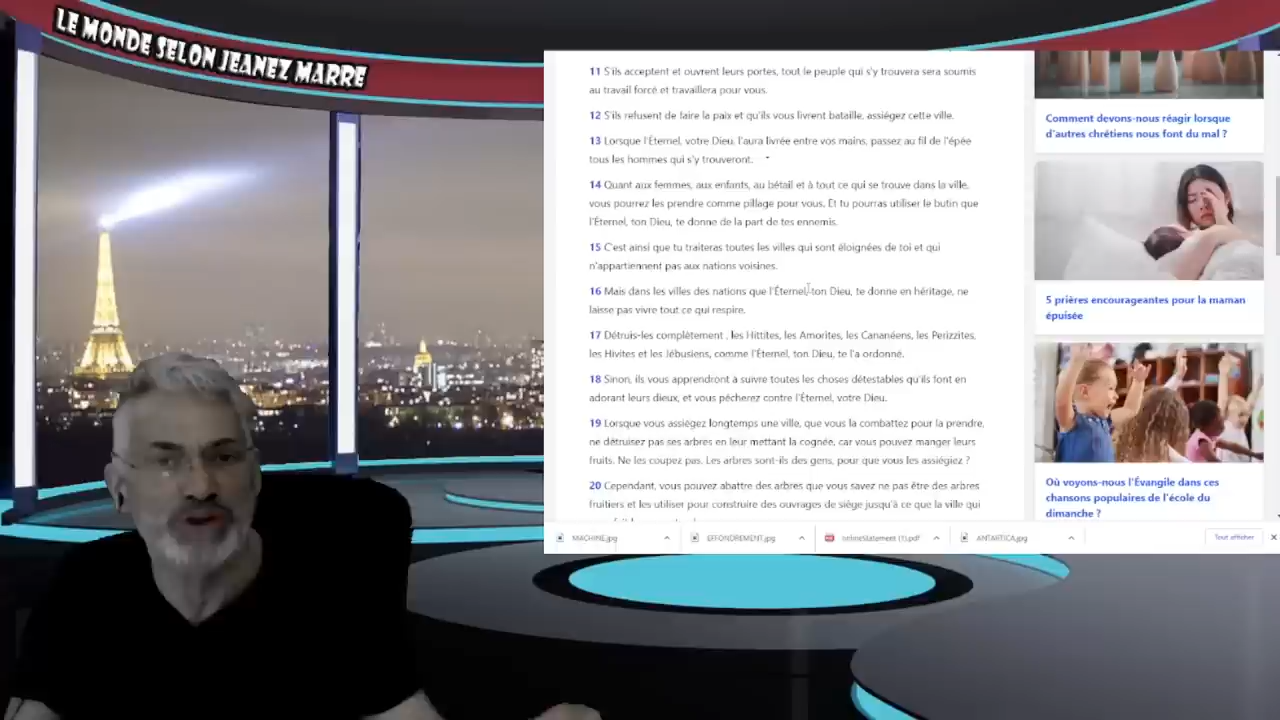 LE MONDE SELON JEANEZ MARRE
11 S'ils acceptent et ouvrent leurs portes, tout le peuple qui s'y trouvera sera soumis
au travail forcé et travaillera pour vous.
12 S'ils refusent de faire la paix et qu'ils vous livrent bataille, assiégez cette ville.
13 Lorsque l'Éternel, votre Dieu, l'aura livrée entre vos mains, passez au fil de l'épée
tous les hommes qui s'y trouveront.
14 Quant aux femmes, aux enfants, au bétail et à tout ce qui se trouve dans la ville,
vous pourrez les prendre comme pillage pour vous. Et tu pourras utiliser le butin que
l'Éternel, ton Dieu, te donne de la part de tes ennemis.
15 C'est ainsi que tu traiteras toutes les villes qui sont éloignées de toi et qui
n'appartiennent pas aux nations voisines.
16 Mais dans les villes des nations que l'Éternel, ton Dieu, te donne en héritage, ne
laisse pas vivre tout ce qui respire.
17 Détruis-les complètement , les Hittites, les Amorites, les Cananéens, les Perizzites,
les Hivites et les Jébusiens, comme l'Éternel, ton Dieu, te l'a ordonné.
18 Sinon, ils vous apprendront à suivre toutes les choses détestables qu'ils font en
adorant leurs dieux, et vous pécherez contre l'Éternel, votre Dieu.
19 Lorsque vous assiégez longtemps une ville, que vous la combattez pour la prendre,
ne détruisez pas ses arbres en leur mettant la cognée, car vous pouvez manger leurs
fruits. Ne les coupez pas. Les arbres sont-ils des gens, pour que vous les assiégiez ?
20 Cependant, vous pouvez abattre des arbres que vous savez ne pas être des arbres
fruitiers et les utiliser pour construire des ouvrages de siège jusqu'à ce que la ville qui
Comment devons-nous réagir lorsque
d'autres chrétiens nous font du mal ?
5 prières encourageantes pour la maman
épuisée
Où voyons-nous l'Évangile dans ces
chansons populaires de l'école du
dimanche ?
MACHINE.jpg
EFFONDREMENT.jpg
onlineStatement (1).pdf
ANTARTICA.jpg
Tout afficher